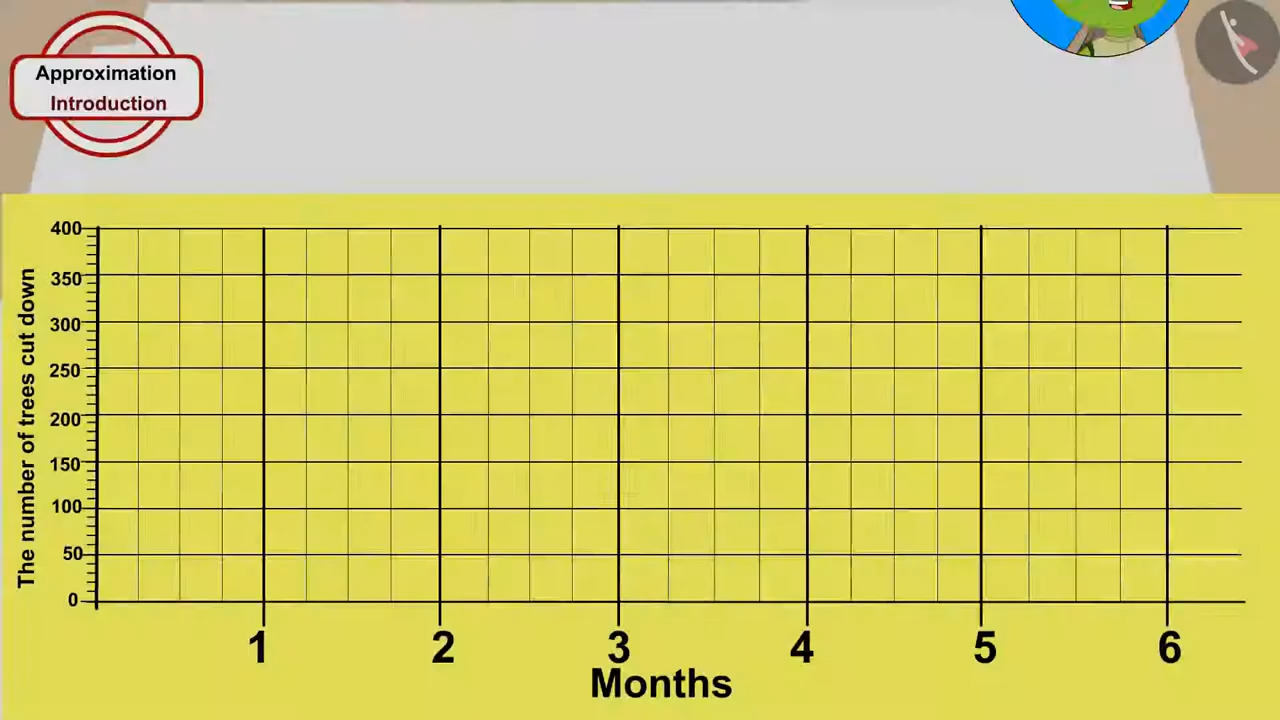 Approximation
Introduction
The number of trees cut down
400
350
300
250
200
150
100
50
0
1 2 3 4 5 6
Months